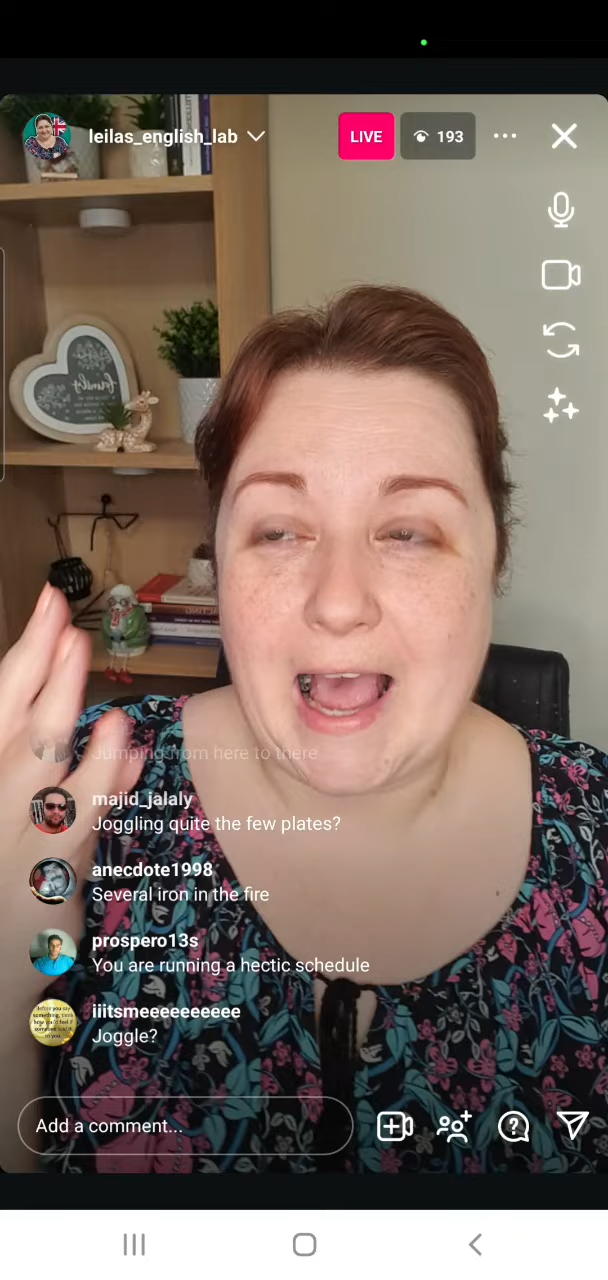 leilas_english_lab
LIVE
193
Jumping from here to there
majid_jalaly
Joggling quite the few plates?
anecdote1998
Several iron in the fire
prospero13s
You are running a hectic schedule
iiitsmeeeeeeeeee
Joggle?
Add a comment...
family